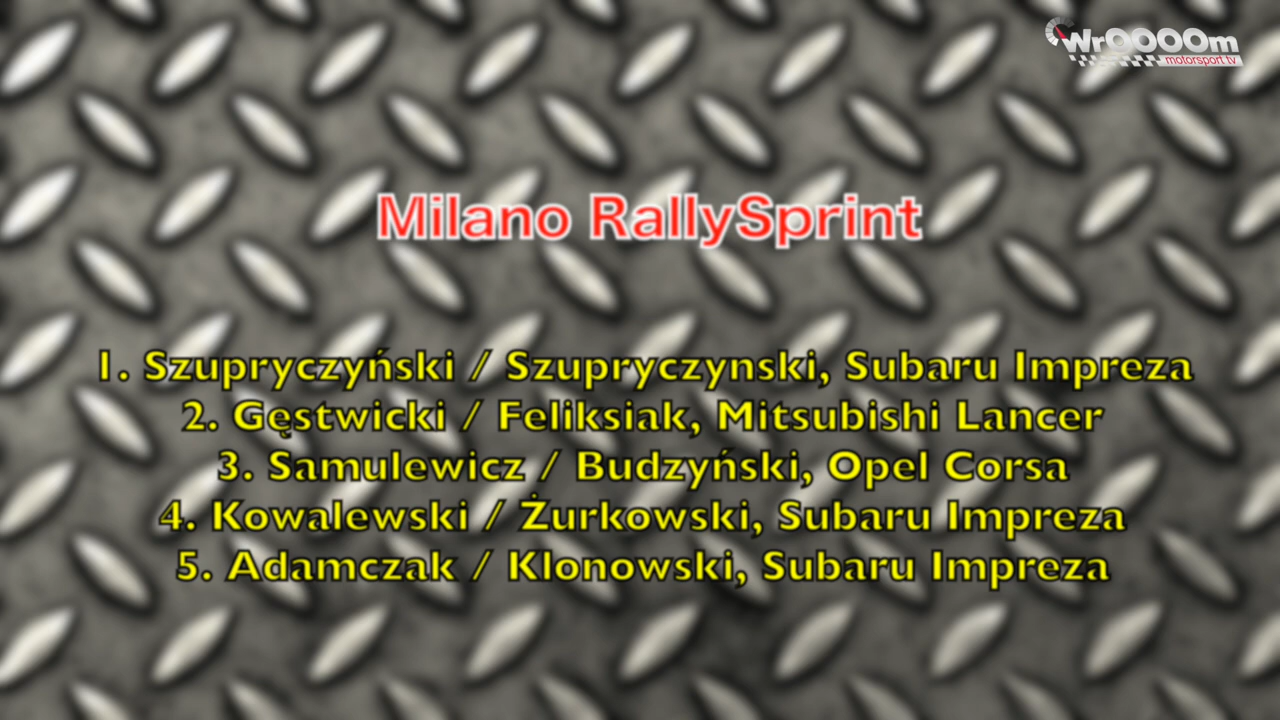 WrOOOOm
motorsport tv
Milano RallySprint
1. Szupryczyński / Szupryczynski, Subaru Impreza
2. Gęstwicki / Feliksiak, Mitsubishi Lancer
3. Samulewicz / Budzyński, Opel Corsa
4. Kowalewski / Żurkowski, Subaru Impreza
5. Adamczak / Klonowski, Subaru Impreza